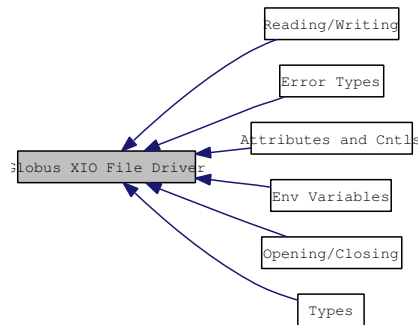 Reading/Writing
Error Types
Attributes and Cntls
Globus XIO File Driver
Env Variables
Opening/Closing
Types